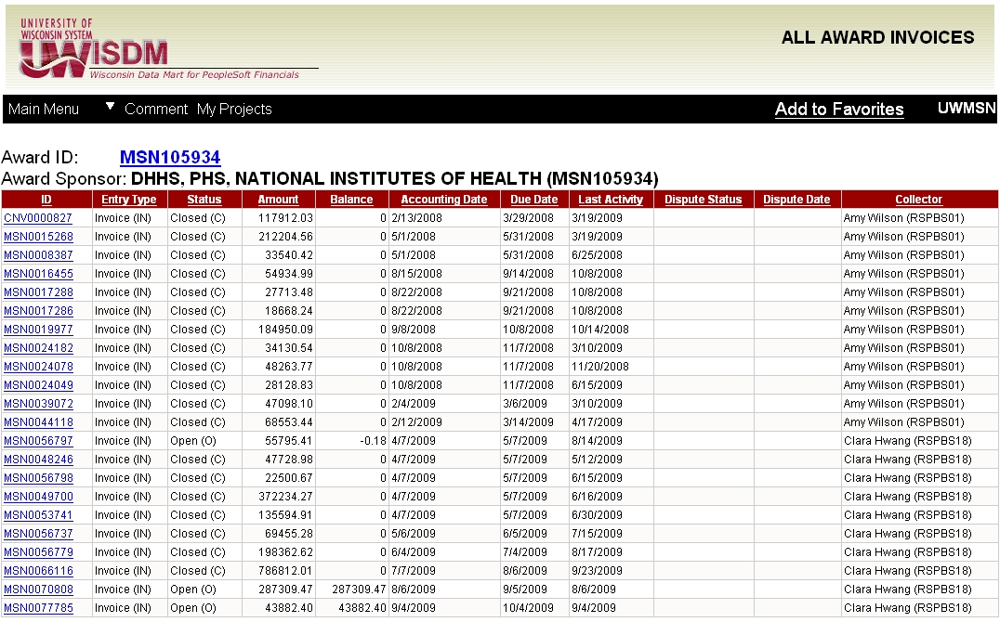 UNIVERSITY OF
WISCONSIN SYSTEM
UWISDM
Wisconsin Data Mart for PeopleSoft Financials
ALL AWARD INVOICES
Main Menu ▼ Comment My Projects Add to Favorites UWMSN
Award ID: MSN105934
Award Sponsor: DHHS, PHS, NATIONAL INSTITUTES OF HEALTH (MSN105934)
ID Entry Type Status Amount Balance Accounting Date Due Date Last Activity Dispute Status Dispute Date Collector
CNV0000827 Invoice (IN) Closed (C) 117912.03 0 2/13/2008 3/29/2008 3/19/2009 Amy Wilson (RSPBS01)
MSN0015268 Invoice (IN) Closed (C) 212204.56 0 5/1/2008 5/31/2008 3/19/2009 Amy Wilson (RSPBS01)
MSN0008387 Invoice (IN) Closed (C) 33540.42 0 5/1/2008 5/31/2008 6/25/2008 Amy Wilson (RSPBS01)
MSN0016455 Invoice (IN) Closed (C) 54934.99 0 8/15/2008 9/14/2008 10/8/2008 Amy Wilson (RSPBS01)
MSN0017288 Invoice (IN) Closed (C) 27713.48 0 8/22/2008 9/21/2008 10/8/2008 Amy Wilson (RSPBS01)
MSN0017286 Invoice (IN) Closed (C) 18668.24 0 8/22/2008 9/21/2008 10/8/2008 Amy Wilson (RSPBS01)
MSN0019977 Invoice (IN) Closed (C) 184950.09 0 9/8/2008 10/8/2008 10/14/2008 Amy Wilson (RSPBS01)
MSN0024182 Invoice (IN) Closed (C) 34130.54 0 10/8/2008 11/7/2008 3/10/2009 Amy Wilson (RSPBS01)
MSN0024078 Invoice (IN) Closed (C) 48263.77 0 10/8/2008 11/7/2008 11/20/2008 Amy Wilson (RSPBS01)
MSN0024049 Invoice (IN) Closed (C) 28128.83 0 10/8/2008 11/7/2008 6/15/2009 Amy Wilson (RSPBS01)
MSN0039072 Invoice (IN) Closed (C) 47098.10 0 2/4/2009 3/6/2009 3/10/2009 Amy Wilson (RSPBS01)
MSN0044118 Invoice (IN) Closed (C) 68553.44 0 2/12/2009 3/14/2009 4/17/2009 Amy Wilson (RSPBS01)
MSN0056797 Invoice (IN) Open (O) 55795.41 -0.18 4/7/2009 5/7/2009 8/14/2009 Clara Hwang (RSPBS18)
MSN0048246 Invoice (IN) Closed (C) 47728.98 0 4/7/2009 5/7/2009 5/12/2009 Clara Hwang (RSPBS18)
MSN0056798 Invoice (IN) Closed (C) 22500.67 0 4/7/2009 5/7/2009 6/15/2009 Clara Hwang (RSPBS18)
MSN0049700 Invoice (IN) Closed (C) 372234.27 0 4/7/2009 5/7/2009 6/16/2009 Clara Hwang (RSPBS18)
MSN0053741 Invoice (IN) Closed (C) 135594.91 0 4/7/2009 5/7/2009 6/30/2009 Clara Hwang (RSPBS18)
MSN0056737 Invoice (IN) Closed (C) 69455.28 0 5/6/2009 6/5/2009 7/15/2009 Clara Hwang (RSPBS18)
MSN0056779 Invoice (IN) Closed (C) 198362.62 0 6/4/2009 7/4/2009 8/17/2009 Clara Hwang (RSPBS18)
MSN0066116 Invoice (IN) Closed (C) 786812.01 0 7/7/2009 8/6/2009 9/23/2009 Clara Hwang (RSPBS18)
MSN0070808 Invoice (IN) Open (O) 287309.47 287309.47 8/6/2009 9/5/2009 8/6/2009 Clara Hwang (RSPBS18)
MSN0077785 Invoice (IN) Open (O) 43882.40 43882.40 9/4/2009 10/4/2009 9/4/2009 Clara Hwang (RSPBS18)